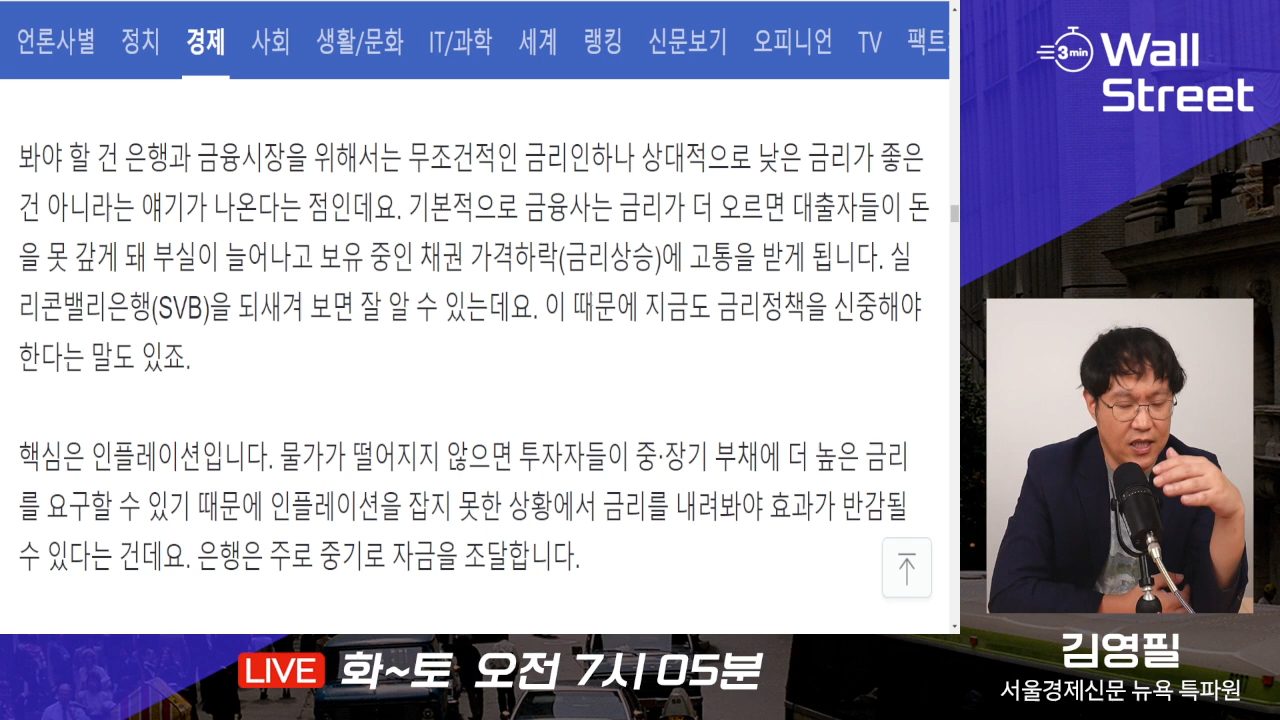 언론사별 정치 경제 사회 생활/문화 IT/과학 세계 랭킹 신문보기 오피니언 TV 팩트
3min Wall
Street
봐야 할 건 은행과 금융시장을 위해서는 무조건적인 금리인하나 상대적으로 낮은 금리가 좋은
건 아니라는 얘기가 나온다는 점인데요. 기본적으로 금융사는 금리가 더 오르면 대출자들이 돈
을 못 갚게 돼 부실이 늘어나고 보유 중인 채권 가격하락(금리상승)에 고통을 받게 됩니다. 실
리콘밸리은행(SVB)을 되새겨 보면 잘 알 수 있는데요. 이 때문에 지금도 금리정책을 신중해야
한다는 말도 있죠.
핵심은 인플레이션입니다. 물가가 떨어지지 않으면 투자자들이 중·장기 부채에 더 높은 금리
를 요구할 수 있기 때문에 인플레이션을 잡지 못한 상황에서 금리를 내려봐야 효과가 반감될
수 있다는 건데요. 은행은 주로 중기로 자금을 조달합니다.
김영필
서울경제신문 뉴욕 특파원
LIVE 화~토 오전 7시 05분